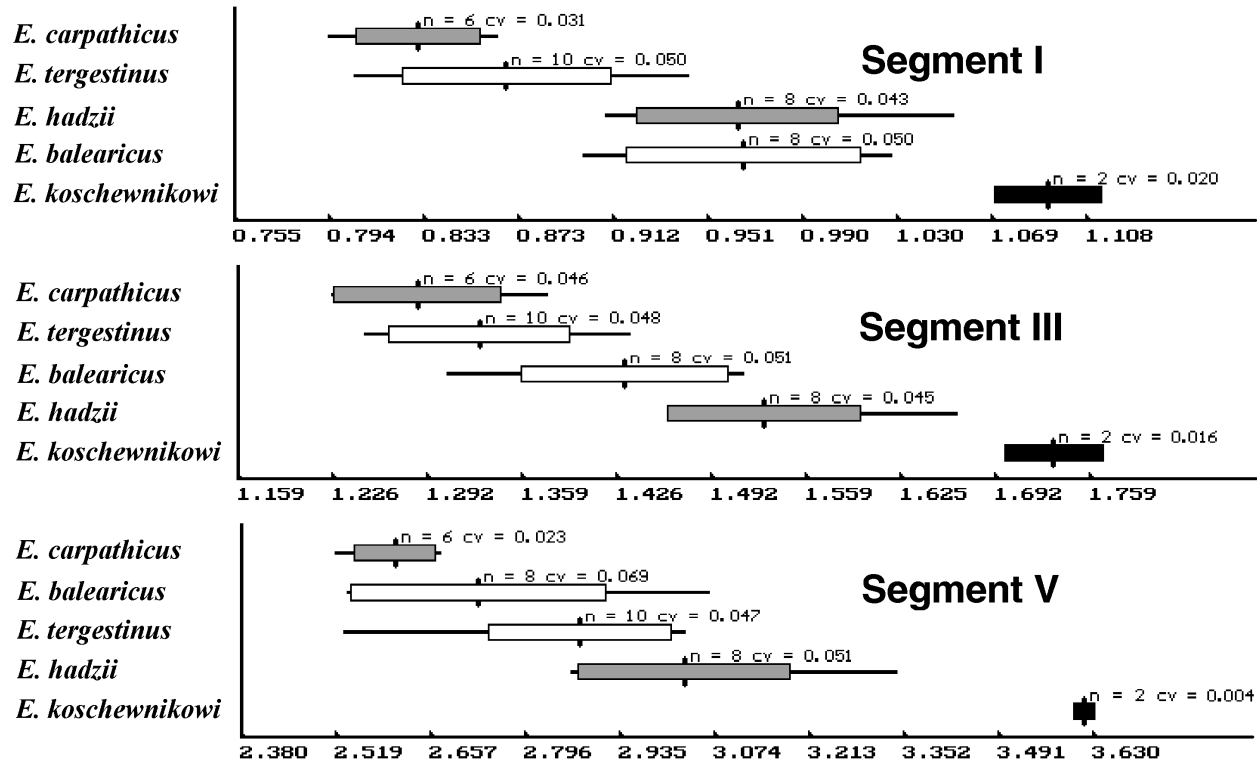 E. carpathicus n = 6 cv = 0.031
E. tergestinus n = 10 cv = 0.050
Segment I
E. hadzii n = 8 cv = 0.043
E. balearicus n = 8 cv = 0.050
E. koschewnikowi n = 2 cv = 0.020
0.755 0.794 0.833 0.873 0.912 0.951 0.990 1.030 1.069 1.108
E. carpathicus n = 6 cv = 0.046
E. tergestinus n = 10 cv = 0.048
Segment III
E. balearicus n = 8 cv = 0.051
E. hadzii n = 8 cv = 0.045
E. koschewnikowi n = 2 cv = 0.016
1.159 1.226 1.292 1.359 1.426 1.492 1.559 1.625 1.692 1.759
E. carpathicus n = 6 cv = 0.023
E. balearicus n = 8 cv = 0.069
Segment V
E. tergestinus n = 10 cv = 0.047
E. hadzii n = 8 cv = 0.051
E. koschewnikowi n = 2 cv = 0.004
2.380 2.519 2.657 2.796 2.935 3.074 3.213 3.352 3.491 3.630